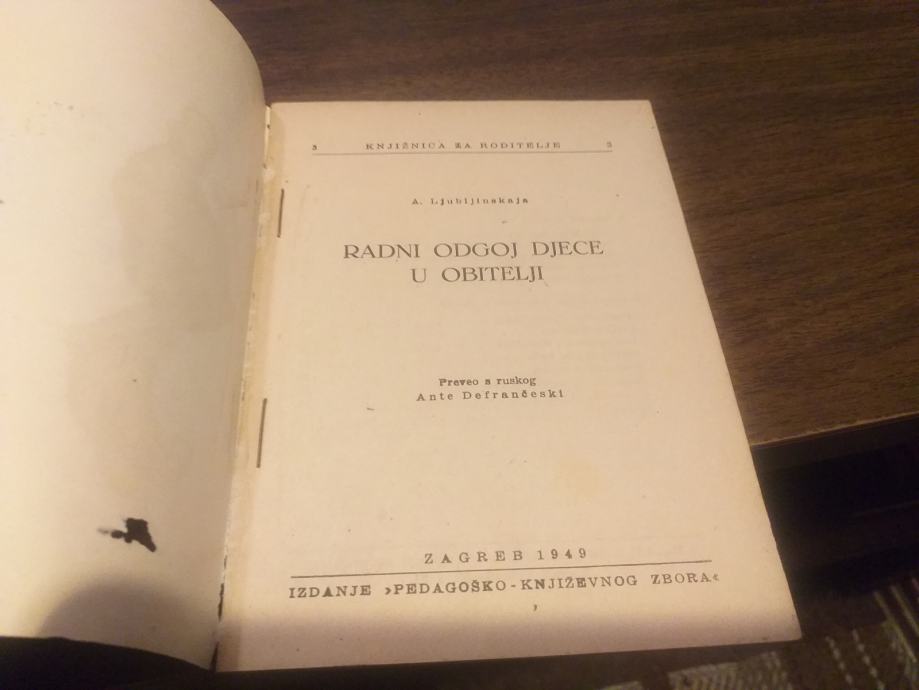 3 KNJIŽNICA ZA RODITELJE 3
A. Ljubljinskaja
RADNI ODGOJ DJECE
U OBITELJI
Preveo s ruskog
Ante Defrančeski
ZAGREB 1949
IZDANJE ›PEDAGOŠKO-KNJIŽEVNOG ZBORA‹